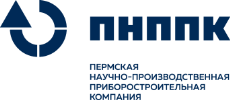 ПНППК
ПЕРМСКАЯ
НАУЧНО-ПРОИЗВОДСТВЕННАЯ
ПРИБОРОСТРОИТЕЛЬНАЯ
КОМПАНИЯ